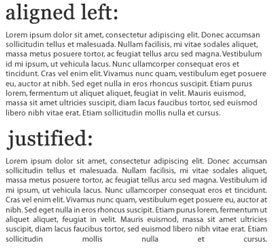 aligned left:
Lorem ipsum dolor sit amet, consectetur adipiscing elit. Donec accumsan
sollicitudin tellus et malesuada. Nullam facilisis, mi vitae sodales aliquet,
massa metus posuere tortor, ac feugiat tellus arcu sed magna. Vestibulum
id mi ipsum, ut vehicula lacus. Nunc ullamcorper consequat eros et
tincidunt. Cras vel enim elit. Vivamus nunc quam, vestibulum eget posuere
eu, auctor at nibh. Sed eget nulla in eros rhoncus suscipit. Etiam purus
lorem, fermentum ut aliquet aliquet, feugiat in velit. Mauris euismod,
massa sit amet ultricies suscipit, diam lacus faucibus tortor, sed euismod
libero nibh vitae erat. Etiam sollicitudin mollis nulla et cursus.
justified:
Lorem ipsum dolor sit amet, consectetur adipiscing elit. Donec accumsan
sollicitudin tellus et malesuada. Nullam facilisis, mi vitae sodales aliquet,
massa metus posuere tortor, ac feugiat tellus arcu sed magna. Vestibulum id
mi ipsum, ut vehicula lacus. Nunc ullamcorper consequat eros et tincidunt.
Cras vel enim elit. Vivamus nunc quam, vestibulum eget posuere eu, auctor at
nibh. Sed eget nulla in eros rhoncus suscipit. Etiam purus lorem, fermentum ut
aliquet aliquet, feugiat in velit. Mauris euismod, massa sit amet ultricies
suscipit, diam lacus faucibus tortor, sed euismod libero nibh vitae erat. Etiam
sollicitudin mollis nulla et cursus.